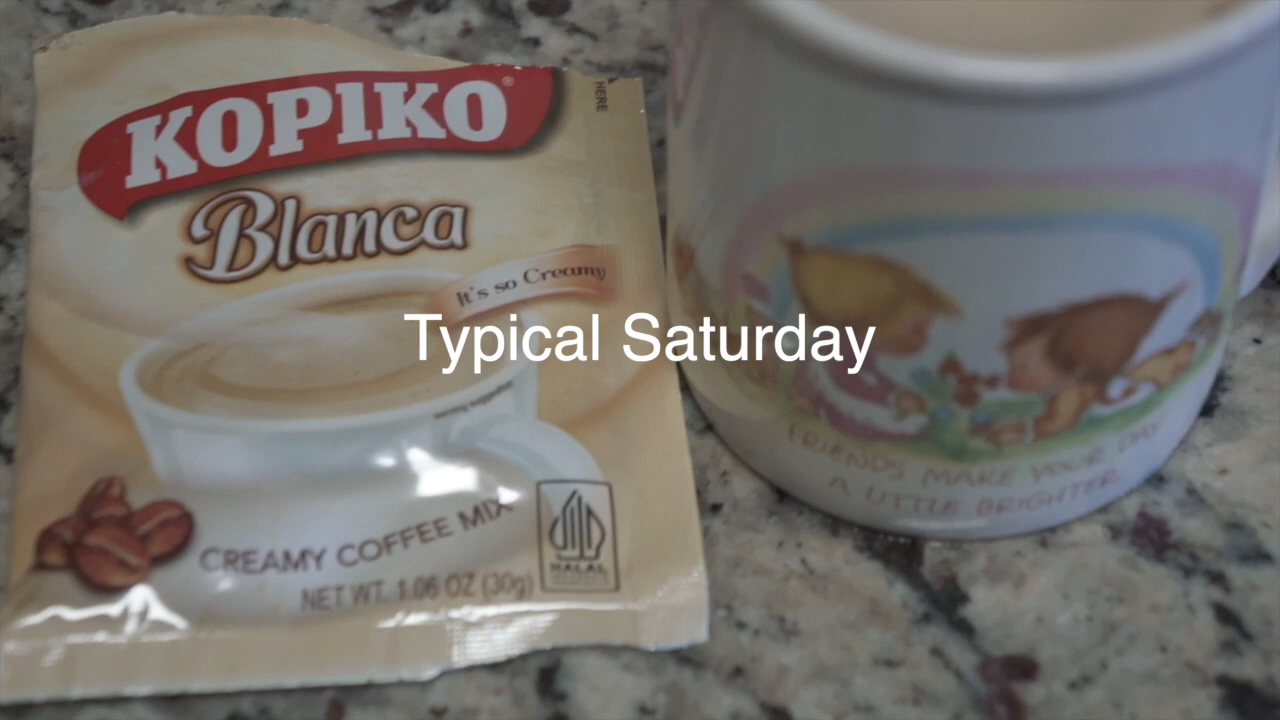 HERE
KOPIKO®
Blanca
It's so Creamy
Typical Saturday
CREAMY COFFEE MIX
HALAL
NET WT. 1.06 OZ (30g)
FRIENDS MAKE YOUR DAY
A LITTLE BRIGHTER